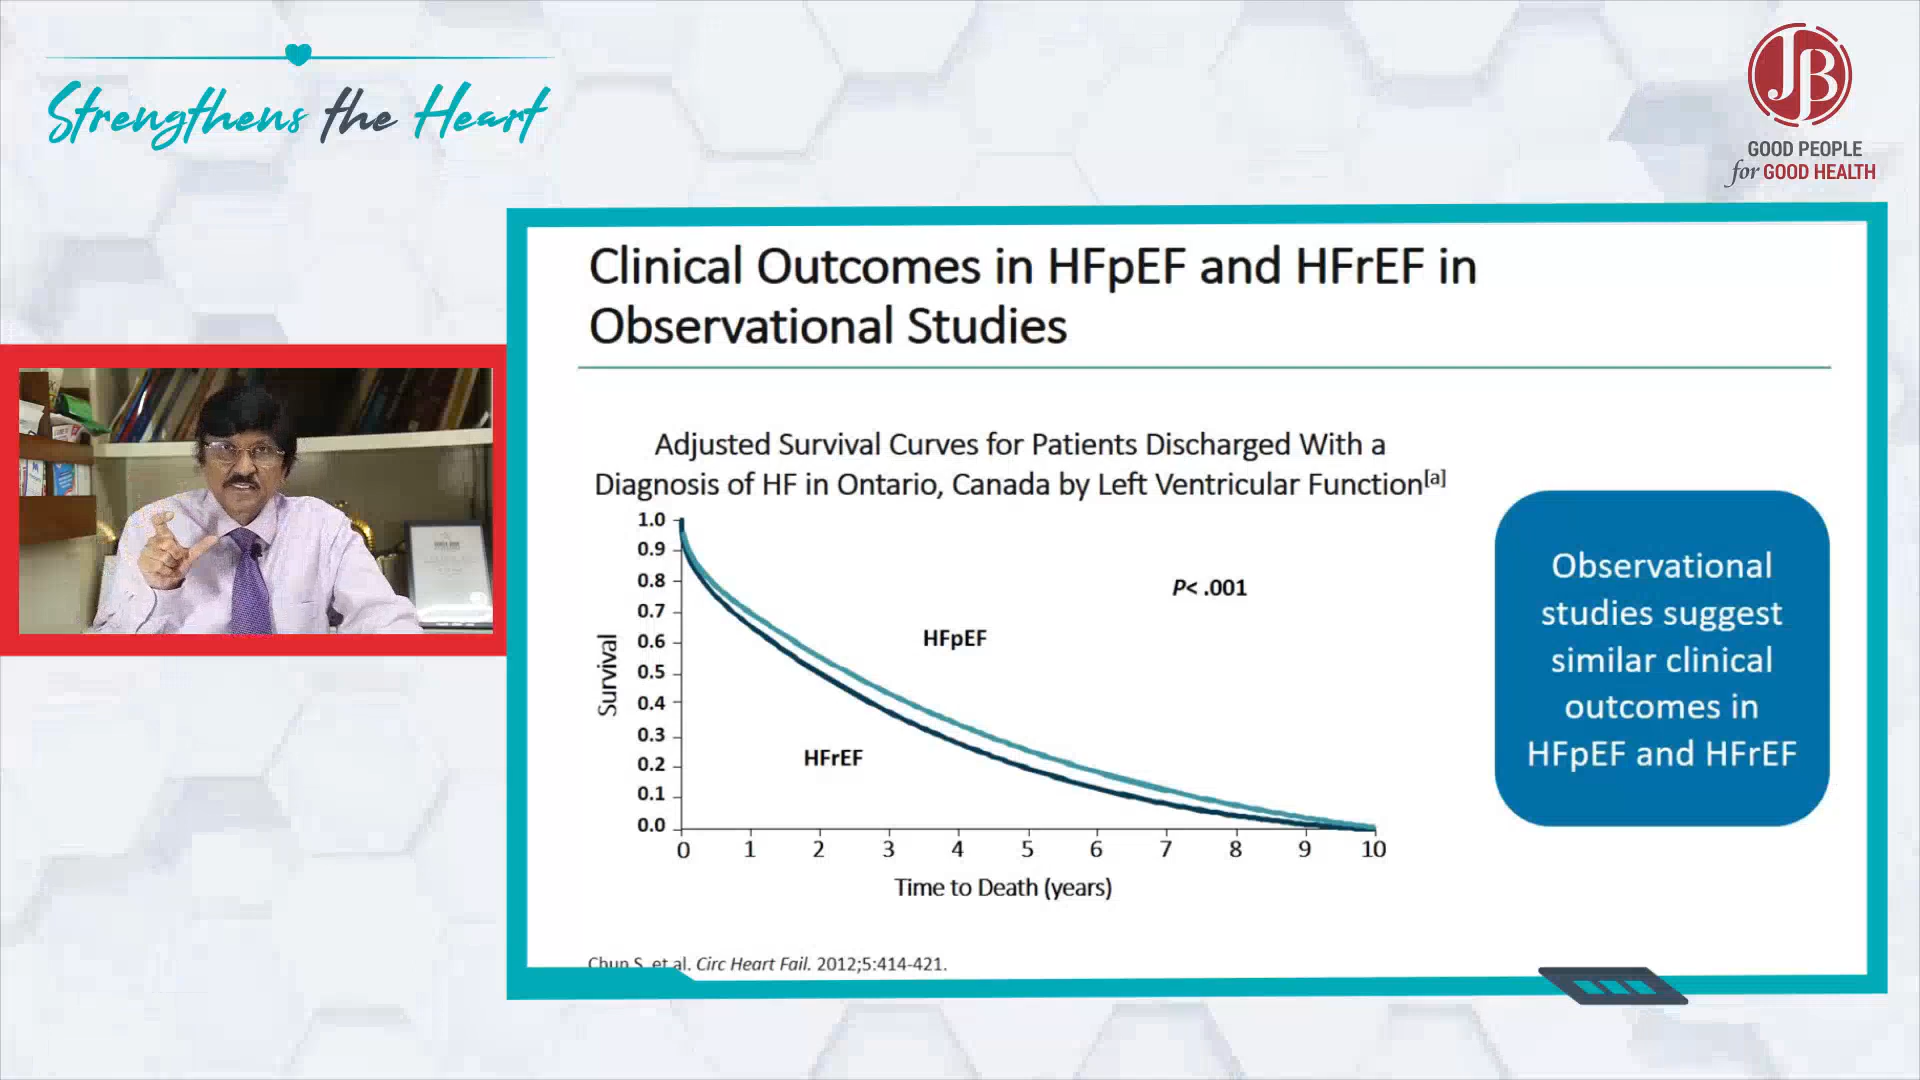 Strengthens the Heart
JB
GOOD PEOPLE
for GOOD HEALTH
Clinical Outcomes in HFpEF and HFrEF in
Observational Studies
Adjusted Survival Curves for Patients Discharged With a
Diagnosis of HF in Ontario, Canada by Left Ventricular Function[a]
1.0
0.9
0.8
0.7
0.6
0.5
0.4
0.3
0.2
0.1
0.0
Survival
P< .001
HFpEF
HFrEF
0 1 2 3 4 5 6 7 8 9 10
Time to Death (years)
Observational
studies suggest
similar clinical
outcomes in
HFpEF and HFrEF
Chun S, et al. Circ Heart Fail. 2012;5:414-421.